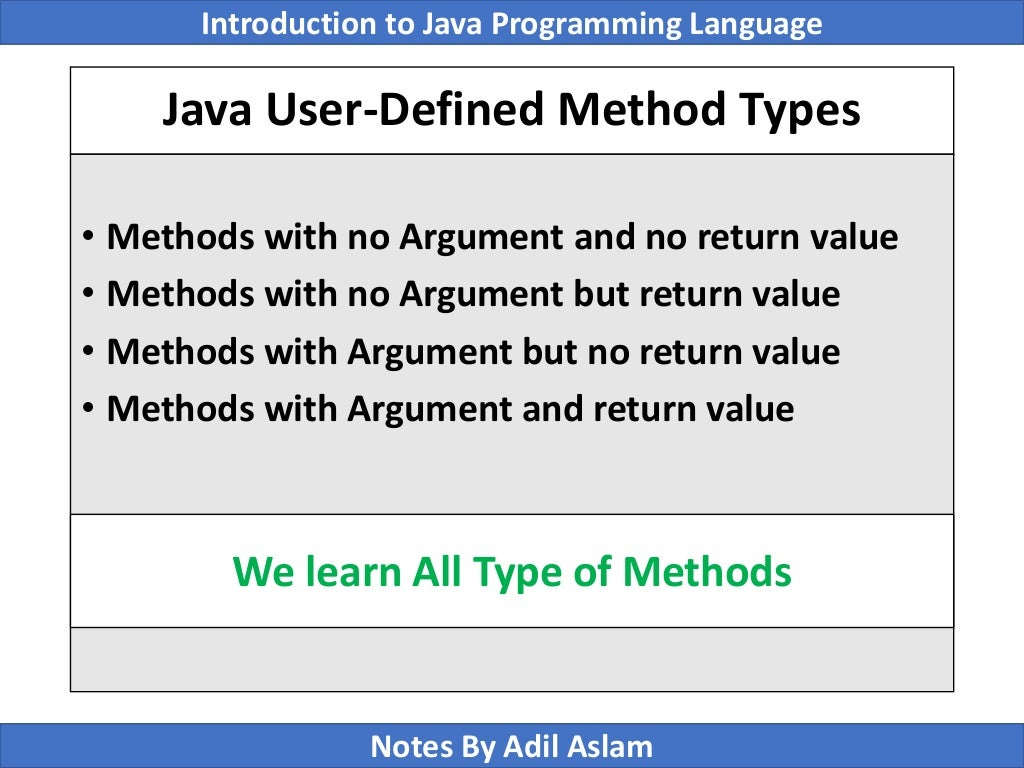 Introduction to Java Programming Language
Java User-Defined Method Types
• Methods with no Argument and no return value
• Methods with no Argument but return value
• Methods with Argument but no return value
• Methods with Argument and return value
We learn All Type of Methods
Notes By Adil Aslam